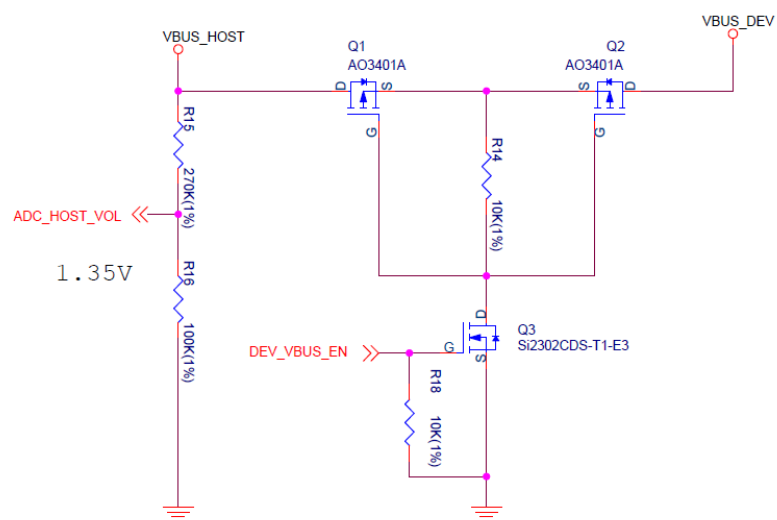 VBUS_HOST
VBUS_DEV
Q1
AO3401A
Q2
AO3401A
D
S
G
S
D
G
R15
270K(1%)
R14
10K(1%)
ADC_HOST_VOL
1.35V
R16
100K(1%)
D
G
S
Q3
Si2302CDS-T1-E3
DEV_VBUS_EN
R18
10K(1%)